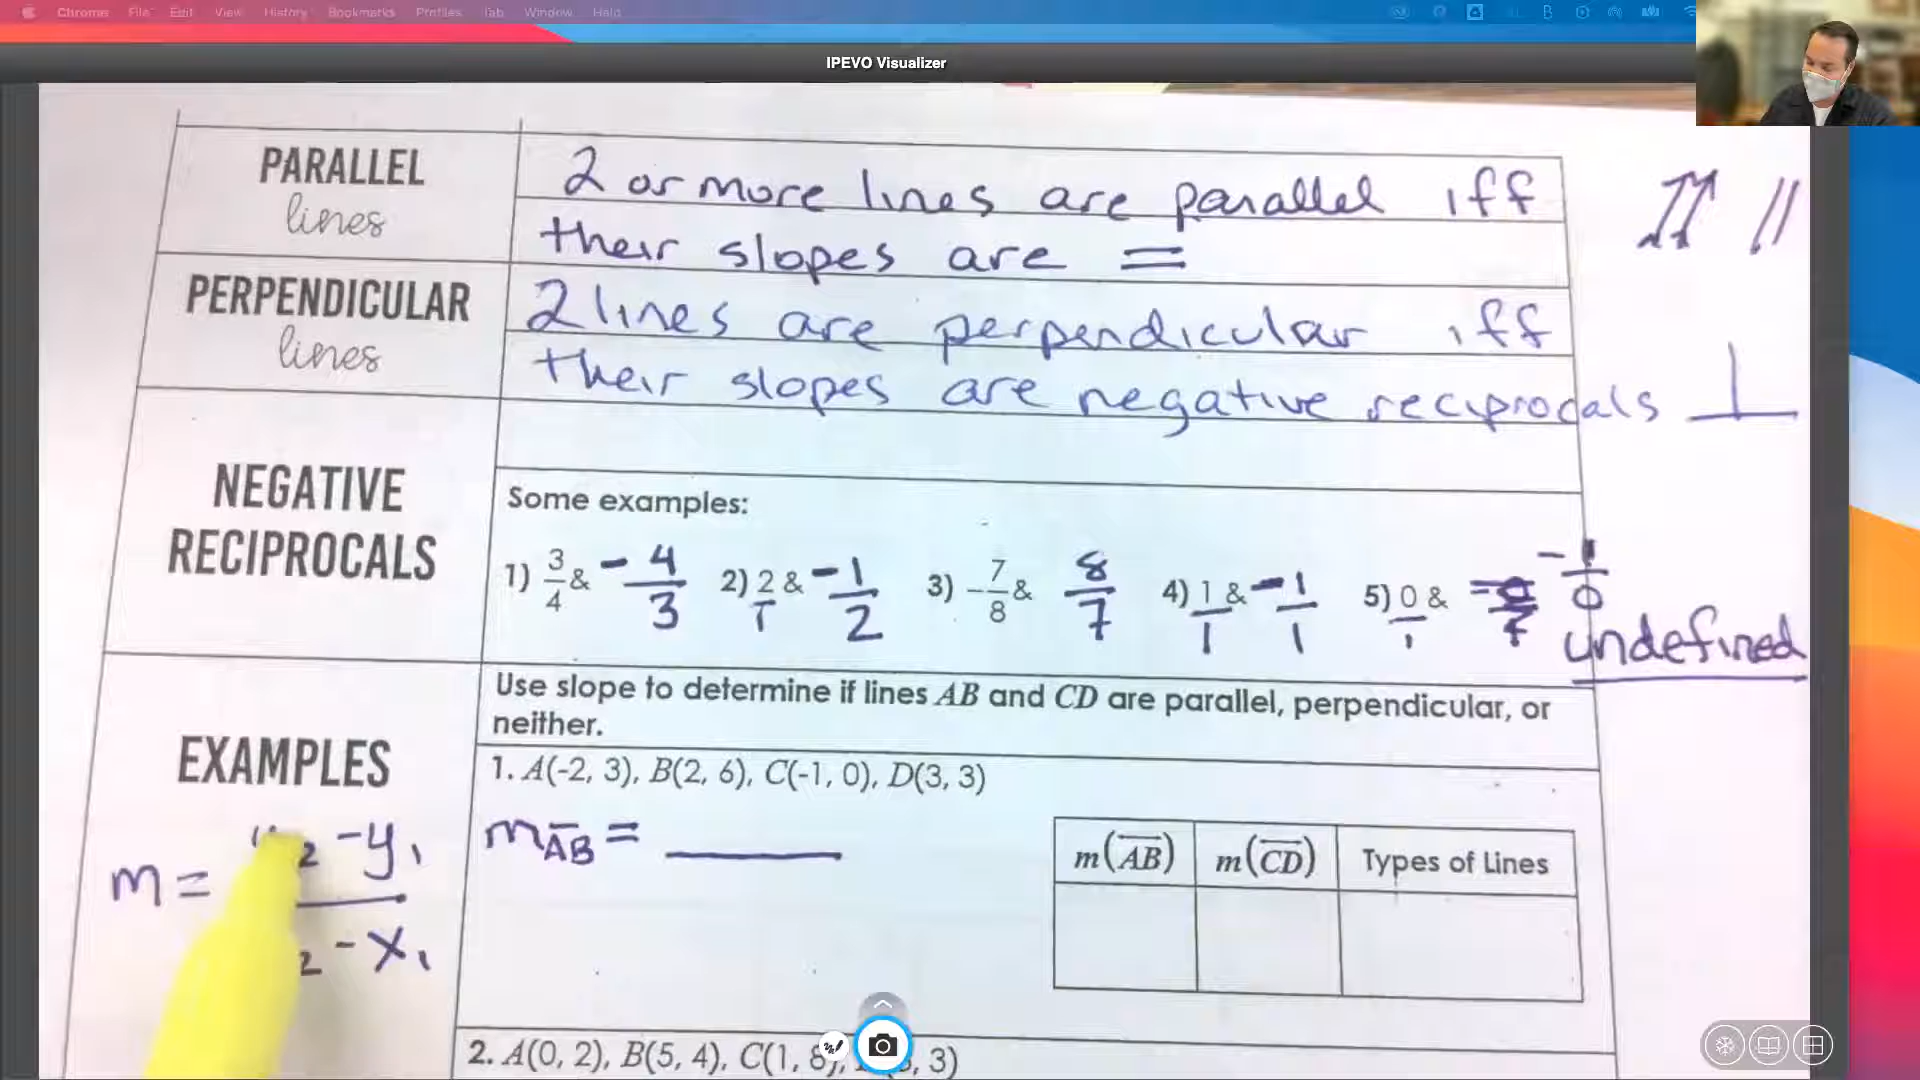 Chrome File Edit View History Bookmarks Profiles Tab Window Help
IPEVO Visualizer
PARALLEL
lines
2 or more lines are parallel iff
their slopes are =
PERPENDICULAR
lines
2 lines are perpendicular iff
their slopes are negative reciprocals ⊥
NEGATIVE
RECIPROCALS
Some examples:
1) 3/4 & -4/3 2) 2/1 & -1/2 3) -7/8 & 8/7 4) 1/1 & -1/1 5) 0/1 & -1/0
undefined
EXAMPLES
Use slope to determine if lines AB and CD are parallel, perpendicular, or
neither.
1. A(-2, 3), B(2, 6), C(-1, 0), D(3, 3)
m = 2 - y₁
2 - x₁
m AB = ____
m(AB) m(CD) Types of Lines
2. A(0, 2), B(5, 4), C(1, 8), 3)